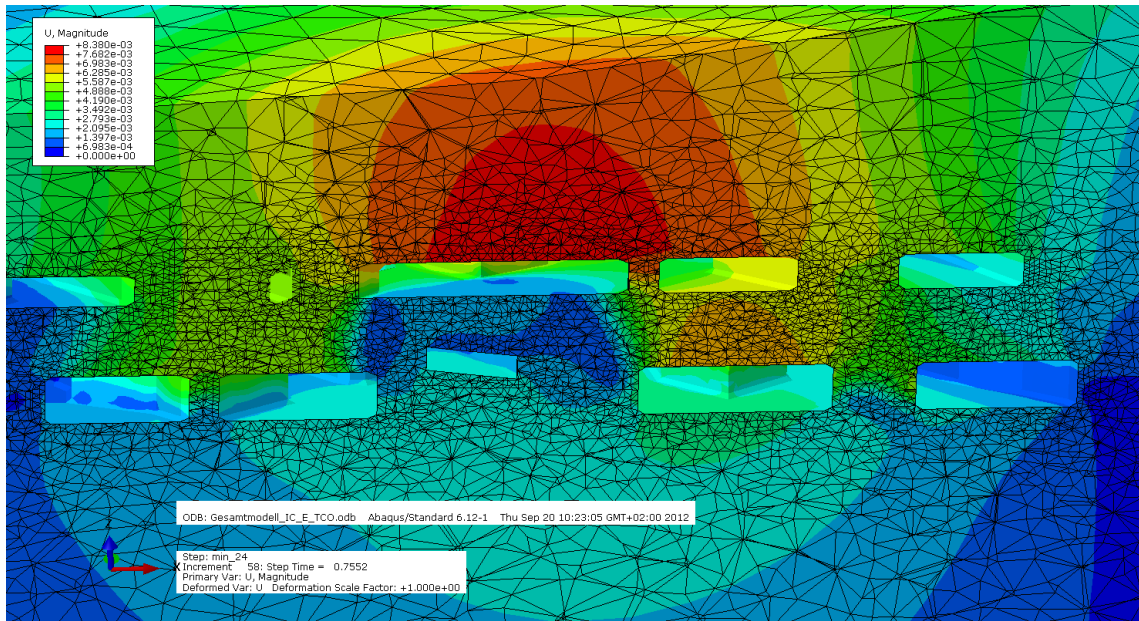 U, Magnitude
+8.380e-03
+7.682e-03
+6.983e-03
+6.285e-03
+5.587e-03
+4.888e-03
+4.190e-03
+3.492e-03
+2.793e-03
+2.095e-03
+1.397e-03
+6.983e-04
+0.000e+00
ODB: Gesamtmodell_IC_E_TCO.odb Abaqus/Standard 6.12-1 Thu Sep 20 10:23:05 GMT+02:00 2012
Z
X
Step: min_24
Increment 58: Step Time = 0.7552
Primary Var: U, Magnitude
Deformed Var: U Deformation Scale Factor: +1.000e+00